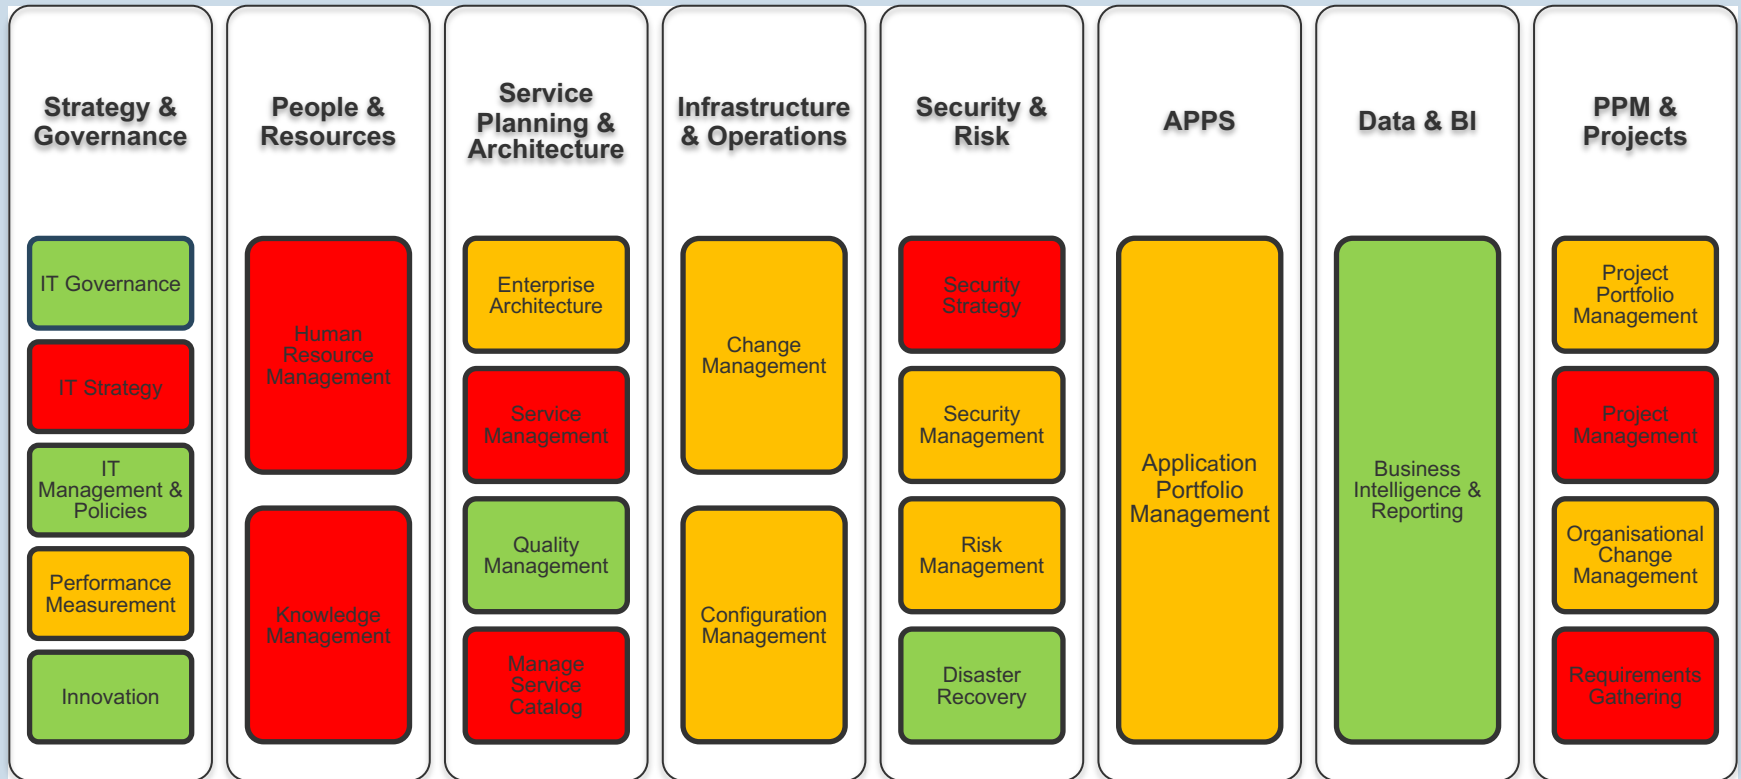 Strategy &
Governance
People &
Resources
Service
Planning &
Architecture
Infrastructure
& Operations
Security &
Risk
APPS
Data & BI
PPM &
Projects
IT Governance
IT Strategy
IT
Management &
Policies
Performance
Measurement
Innovation
Human
Resource
Management
Knowledge
Management
Enterprise
Architecture
Service
Management
Quality
Management
Manage
Service
Catalog
Change
Management
Configuration
Management
Security
Strategy
Security
Management
Risk
Management
Disaster
Recovery
Application
Portfolio
Management
Business
Intelligence &
Reporting
Project
Portfolio
Management
Project
Management
Organisational
Change
Management
Requirements
Gathering